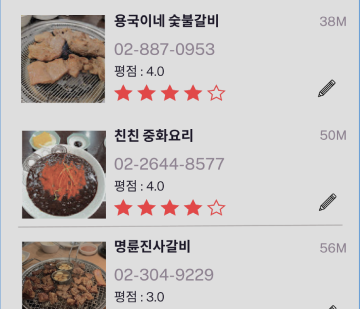 용국이네 숯불갈비
38M
02-887-0953
평점 : 4.0
친친 중화요리
50M
02-2644-8577
평점 : 4.0
명륜진사갈비
56M
02-304-9229
평점 : 3.0